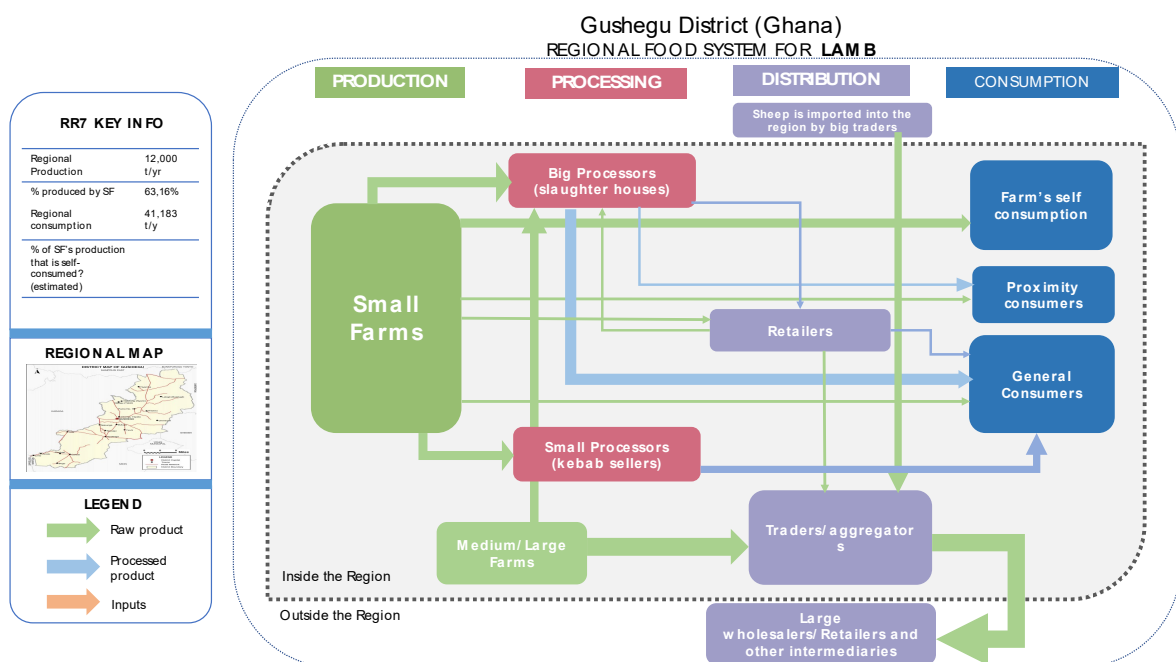 Gushegu District (Ghana)
REGIONAL FOOD SYSTEM FOR LAMB
PRODUCTION
PROCESSING
DISTRIBUTION
CONSUMPTION
RR7 KEY INFO
Regional
Production
12,000
t/yr
% produced by SF
63,16%
Regional
consumption
41,183
t/y
% of SF's production
that is self-
consumed?
(estimated)
REGIONAL MAP
DISTRICT MAP OF GUSHEGU
LEGEND
Raw product
Processed
product
Inputs
Sheep is imported into the
region by big traders
Big Processors
(slaughter houses)
Farm's self
consumption
Small
Farms
Proximity
consumers
Retailers
General
Consumers
Small Processors
(kebab sellers)
Medium/ Large
Farms
Traders/ aggregator
s
Inside the Region
Outside the Region
Large
wholesalers/ Retailers and
other intermediaries